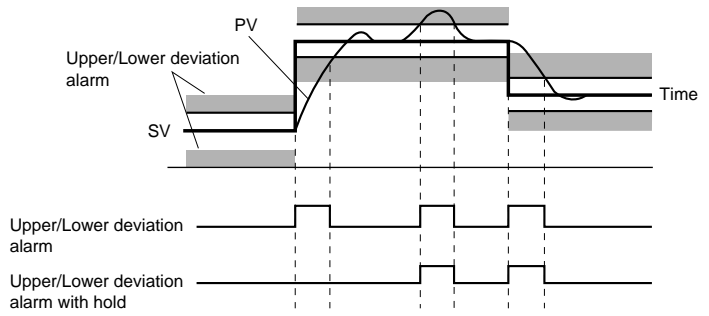 PV
Upper/Lower deviation
alarm
Time
SV
Upper/Lower deviation
alarm
Upper/Lower deviation
alarm with hold